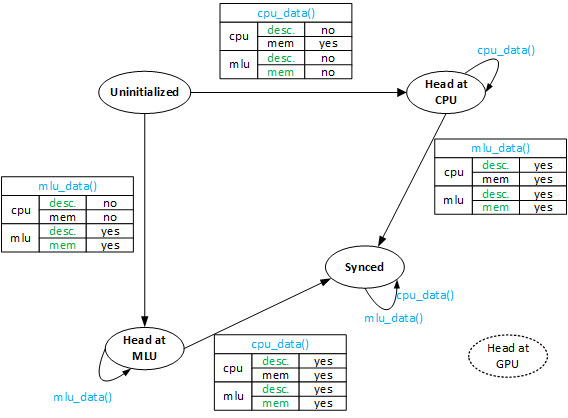 cpu_data()
cpu desc. no
mem yes
mlu desc. no
mem no
cpu_data()
Uninitialized
Head at
CPU
mlu_data()
cpu desc. yes
mem yes
mlu desc. yes
mem yes
mlu_data()
cpu desc. no
mem no
mlu desc. yes
mem yes
Synced
cpu_data()
mlu_data()
Head at
MLU
mlu_data()
cpu_data()
cpu desc. yes
mem yes
mlu desc. yes
mem yes
Head at
GPU